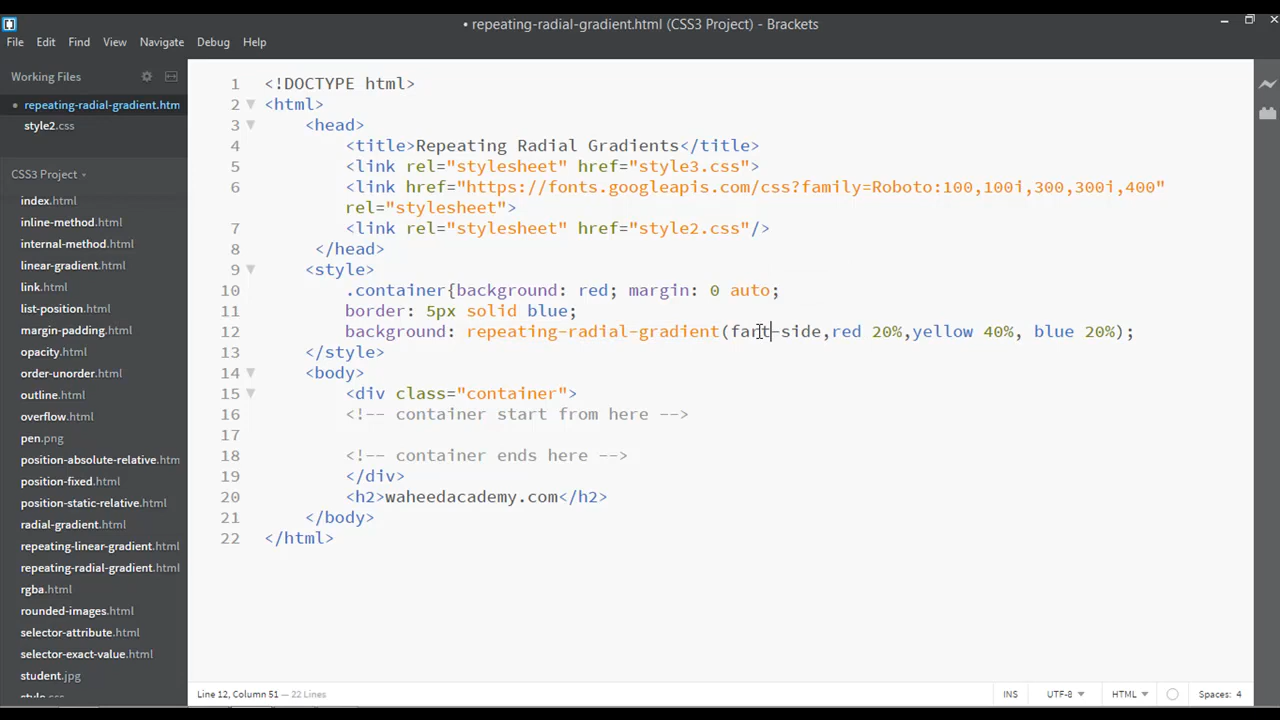 • repeating-radial-gradient.html (CSS3 Project) - Brackets
File Edit Find View Navigate Debug Help
Working Files
• repeating-radial-gradient.htm
style2.css
CSS3 Project
index.html
inline-method.html
internal-method.html
linear-gradient.html
link.html
list-position.html
margin-padding.html
opacity.html
order-unorder.html
outline.html
overflow.html
pen.png
position-absolute-relative.htm
position-fixed.html
position-static-relative.html
radial-gradient.html
repeating-linear-gradient.html
repeating-radial-gradient.html
rgba.html
rounded-images.html
selector-attribute.html
selector-exact-value.html
student.jpg
1 <!DOCTYPE html>
2 <html>
3 <head>
4 <title>Repeating Radial Gradients</title>
5 <link rel="stylesheet" href="style3.css">
6 <link href="https://fonts.googleapis.com/css?family=Roboto:100,100i,300,300i,400"
rel="stylesheet">
7 <link rel="stylesheet" href="style2.css"/>
8 </head>
9 <style>
10 .container{background: red; margin: 0 auto;
11 border: 5px solid blue;
12 background: repeating-radial-gradient(fart-side,red 20%,yellow 40%, blue 20%);
13 </style>
14 <body>
15 <div class="container">
16 <!-- container start from here -->
17
18 <!-- container ends here -->
19 </div>
20 <h2>waheedacademy.com</h2>
21 </body>
22 </html>
Line 12, Column 51 — 22 Lines
INS UTF-8 HTML Spaces: 4